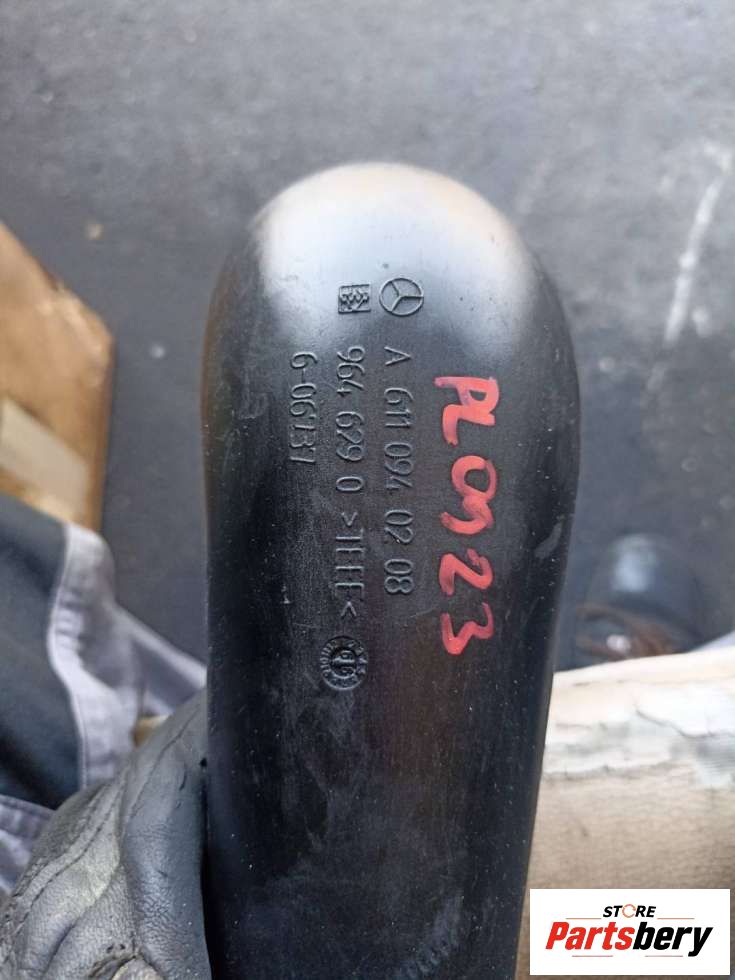 A 611 094 02 08
964 629 0 >TEEE<
6-06137
PL0923
STORE
Partsbery